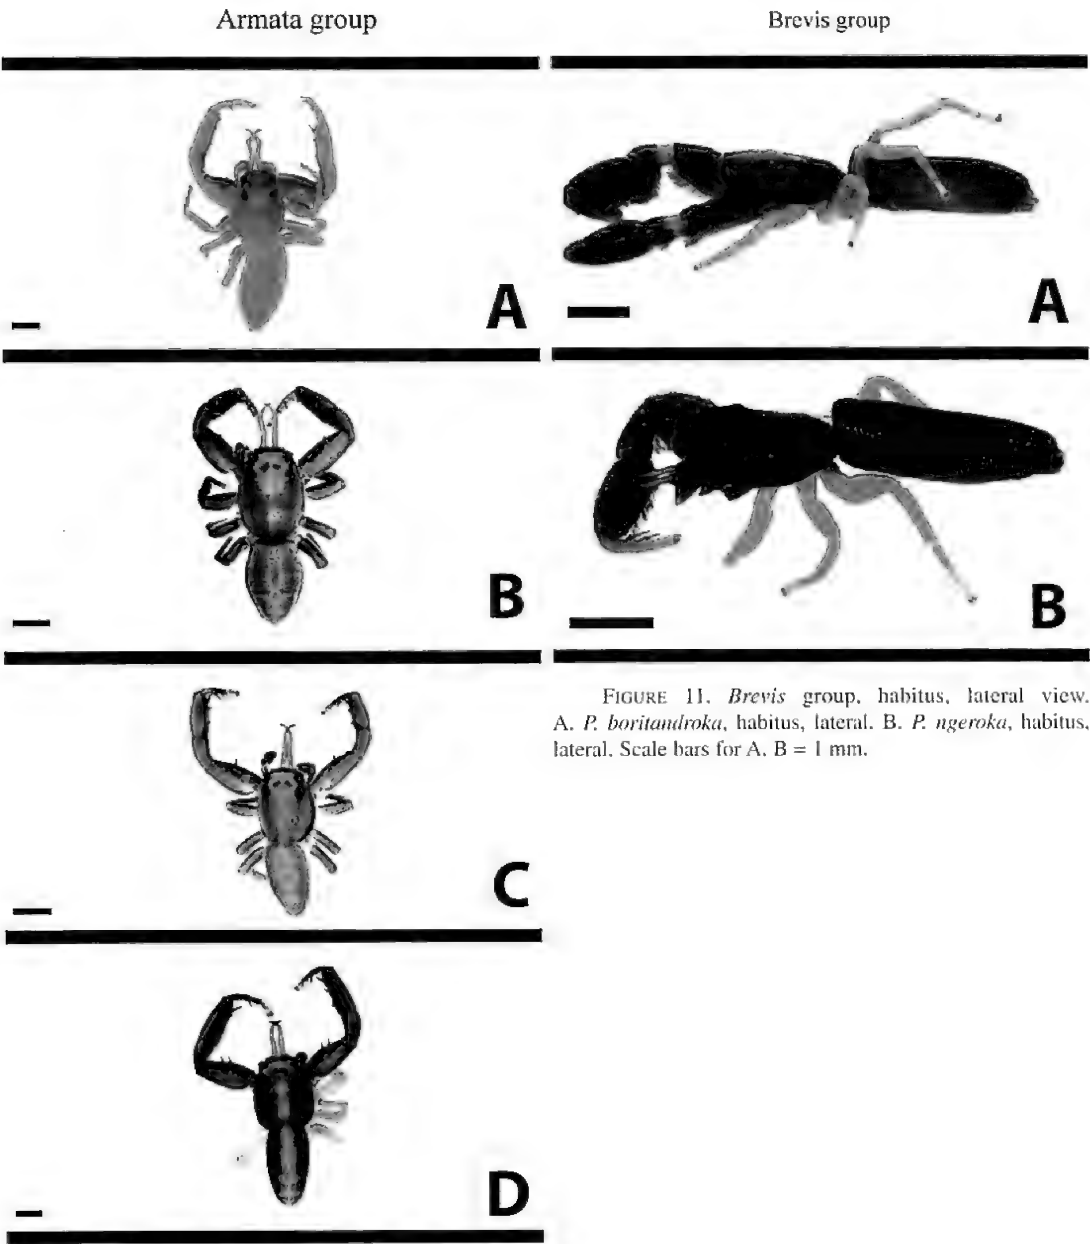 Armata group
Brevis group
A
A
B
B
FIGURE 11. Brevis group, habitus, lateral view.
A. P. boritandroka, habitus, lateral. B. P. ngeroka, habitus,
lateral. Scale bars for A, B = 1 mm.
C
D